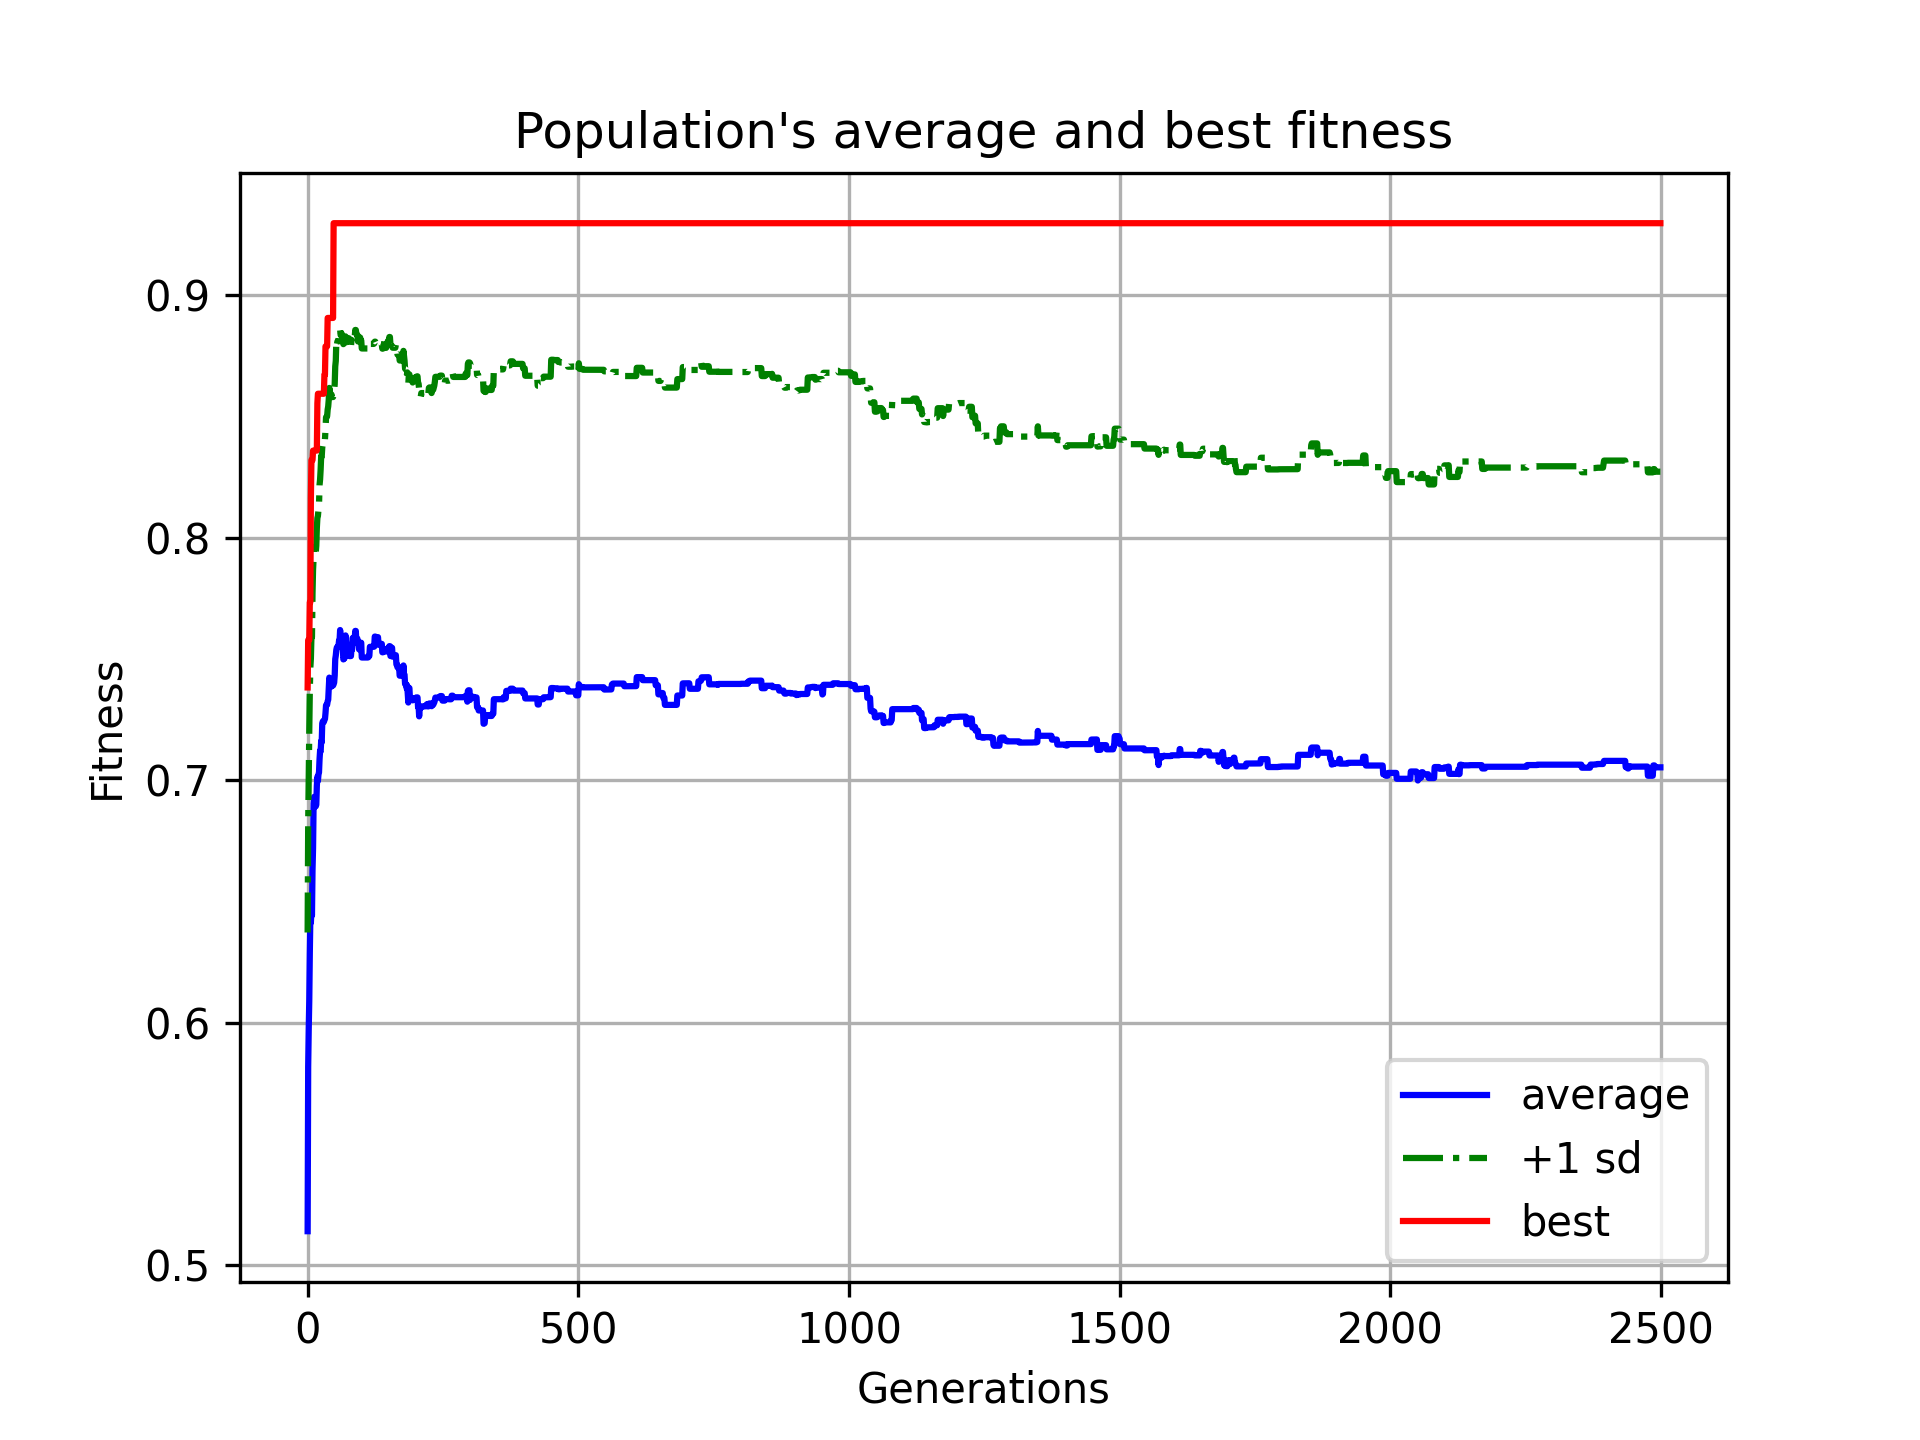 Population's average and best fitness
Fitness
0.9
0.8
0.7
0.6
0.5
average
+1 sd
best
0 500 1000 1500 2000 2500
Generations